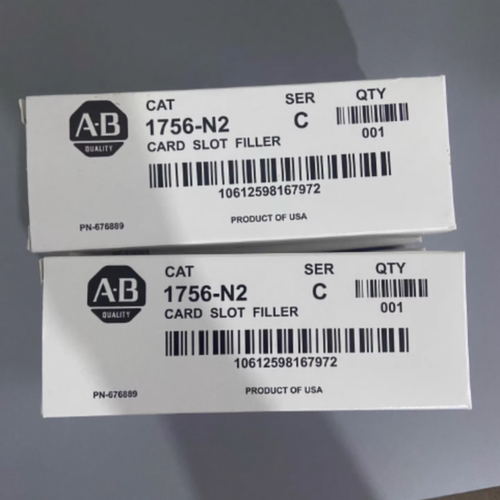 CAT SER QTY
A-B 1756-N2 C
QUALITY CARD SLOT FILLER 001
10612598167972
PN-676889 PRODUCT OF USA
CAT SER QTY
A-B 1756-N2 C
QUALITY CARD SLOT FILLER 001
10612598167972
PN-676889 PRODUCT OF USA